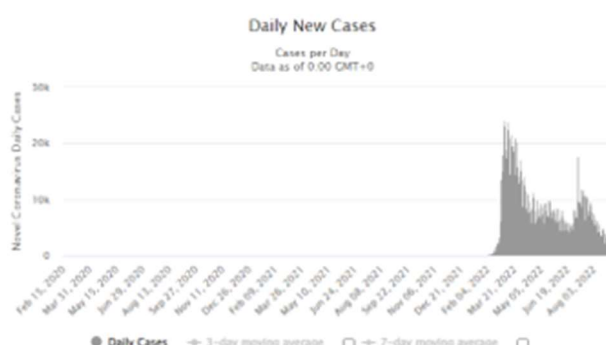 Daily New Cases
Cases per Day
Data as of 0:00 GMT+0
Novel Coronavirus Daily Cases
30k
20k
10k
0
Feb 15, 2020
Mar 31, 2020
May 15, 2020
Jun 29, 2020
Aug 13, 2020
Sep 27, 2020
Nov 11, 2020
Dec 26, 2020
Feb 09, 2021
Mar 26, 2021
May 10, 2021
Jun 24, 2021
Aug 08, 2021
Sep 22, 2021
Nov 06, 2021
Dec 21, 2021
Feb 04, 2022
Mar 21, 2022
May 05, 2022
Jun 19, 2022
Aug 03, 2022
Daily Cases
3-day moving average
7-day moving average